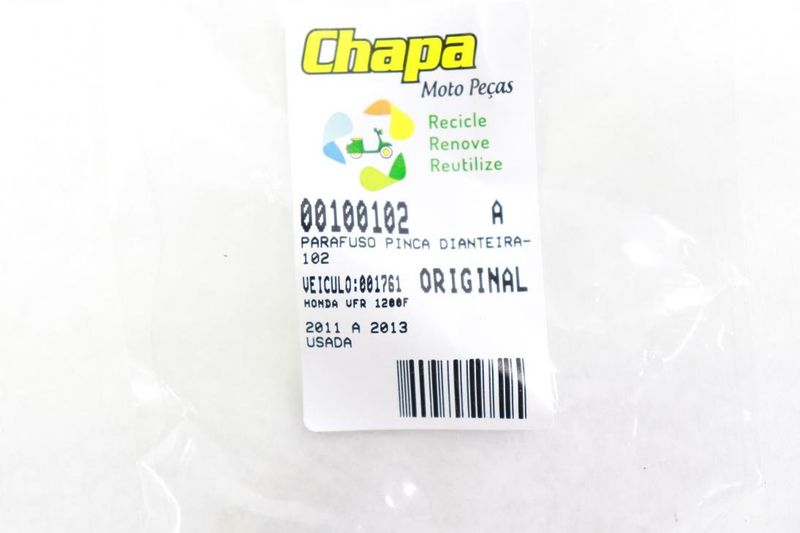 Chapa
Moto Peças
Recicle
Renove
Reutilize
00100102 A
PARAFUSO PINCA DIANTEIRA-
102
VEICULO:001761 ORIGINAL
HONDA VFR 1200F
2011 A 2013
USADA